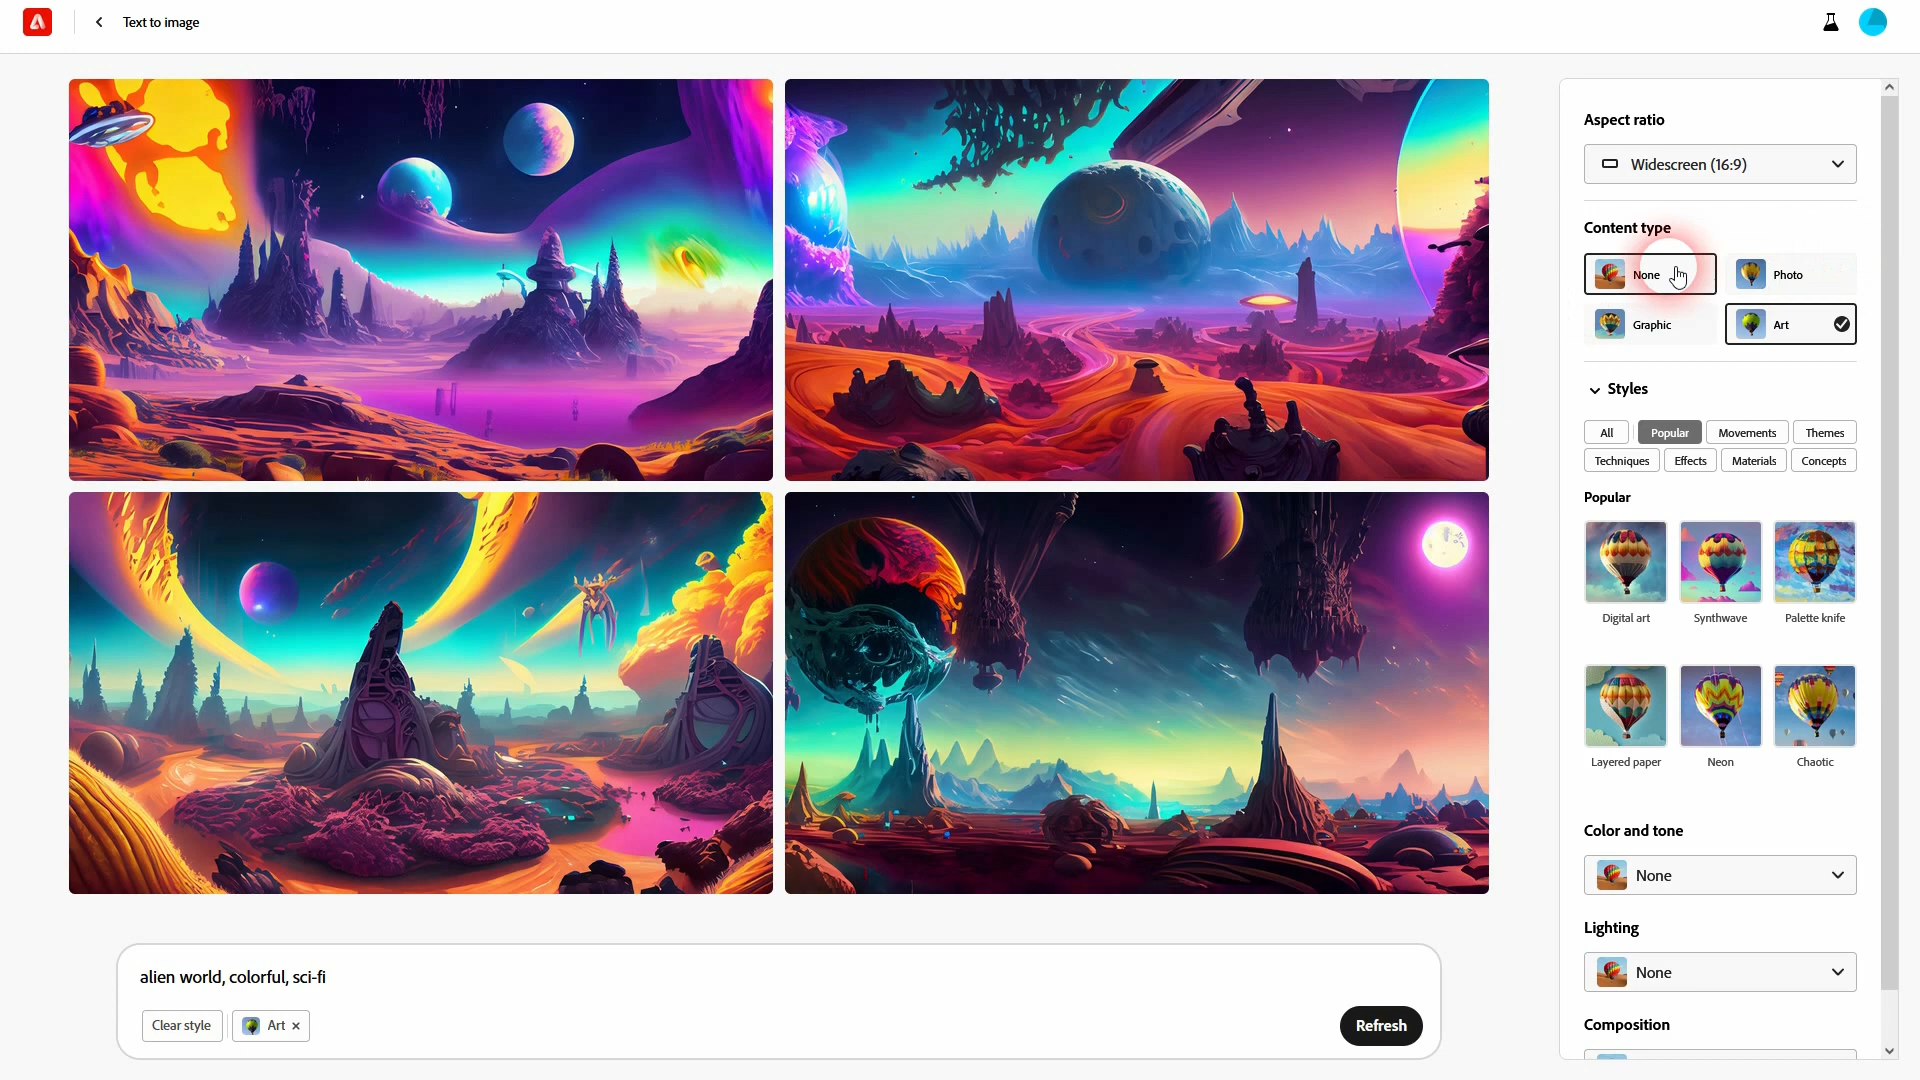 Text to image
Aspect ratio
Widescreen (16:9)
Content type
None
Photo
Graphic
Art
Styles
All
Popular
Movements
Themes
Techniques
Effects
Materials
Concepts
Popular
Digital art
Synthwave
Palette knife
Layered paper
Neon
Chaotic
Color and tone
None
Lighting
None
Composition
alien world, colorful, sci-fi
Clear style
Art ×
Refresh